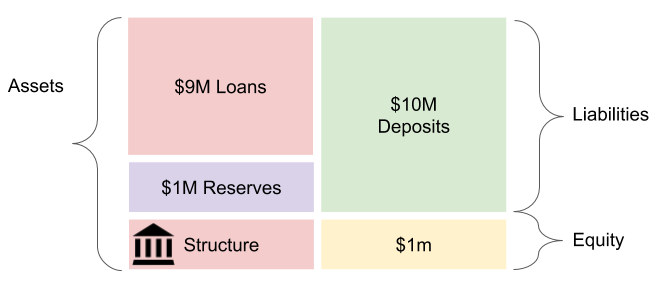 Assets
$9M Loans
$1M Reserves
Structure
$10M
Deposits
$1m
Liabilities
Equity